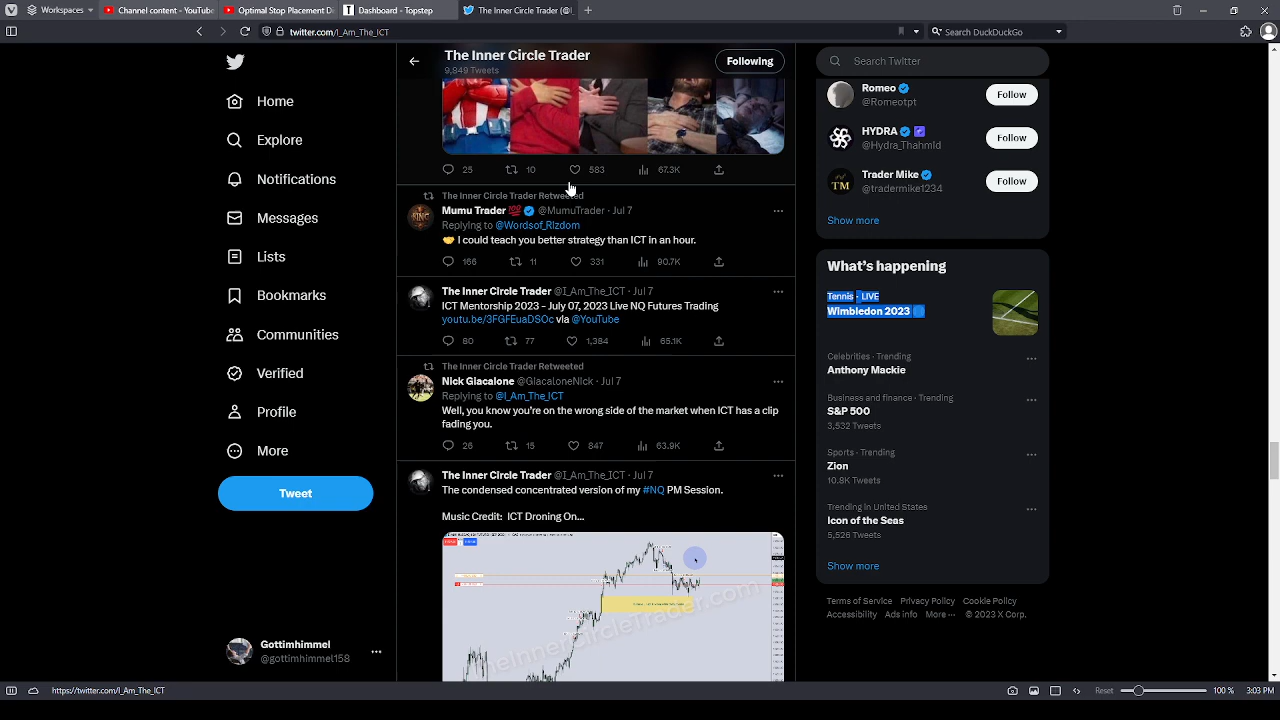 Workspaces
Channel content - YouTube
Optimal Stop Placement D
Dashboard - Topstep
The Inner Circle Trader (@I
twitter.com/I_Am_The_ICT
Search DuckDuckGo
The Inner Circle Trader
9,849 Tweets
Following
Home
Explore
Notifications
Messages
Lists
Bookmarks
Communities
Verified
Profile
More
Tweet
Gottimhimmel
@gottimhimmel158
25 10 583 67.3K
The Inner Circle Trader Retweeted
Mumu Trader 💯 @MumuTrader · Jul 7
Replying to @Wordsof_Rizdom
🤝 I could teach you better strategy than ICT in an hour.
166 11 331 90.7K
The Inner Circle Trader @I_Am_The_ICT · Jul 7
ICT Mentorship 2023 - July 07, 2023 Live NQ Futures Trading
youtu.be/3FGFEuaDSOc via @YouTube
80 77 1,384 65.1K
The Inner Circle Trader Retweeted
Nick Giacalone @GiacaloneNick · Jul 7
Replying to @I_Am_The_ICT
Well, you know you're on the wrong side of the market when ICT has a clip
fading you.
26 15 847 63.9K
The Inner Circle Trader @I_Am_The_ICT · Jul 7
The condensed concentrated version of my #NQ PM Session.
Music Credit: ICT Droning On...
heInnerCircleTrader.com
Search Twitter
Romeo
@Romeotpt
Follow
HYDRA
@Hydra_Thahmid
Follow
TM
Trader Mike
@tradermike1234
Follow
Show more
What's happening
Tennis · LIVE
Wimbledon 2023
Celebrities · Trending
Anthony Mackie
Business and finance · Trending
S&P 500
3,532 Tweets
Sports · Trending
Zion
10.8K Tweets
Trending in United States
Icon of the Seas
5,526 Tweets
Show more
Terms of Service Privacy Policy Cookie Policy
Accessibility Ads info More ··· © 2023 X Corp.
https://twitter.com/I_Am_The_ICT
Reset
100 %
3:03 PM